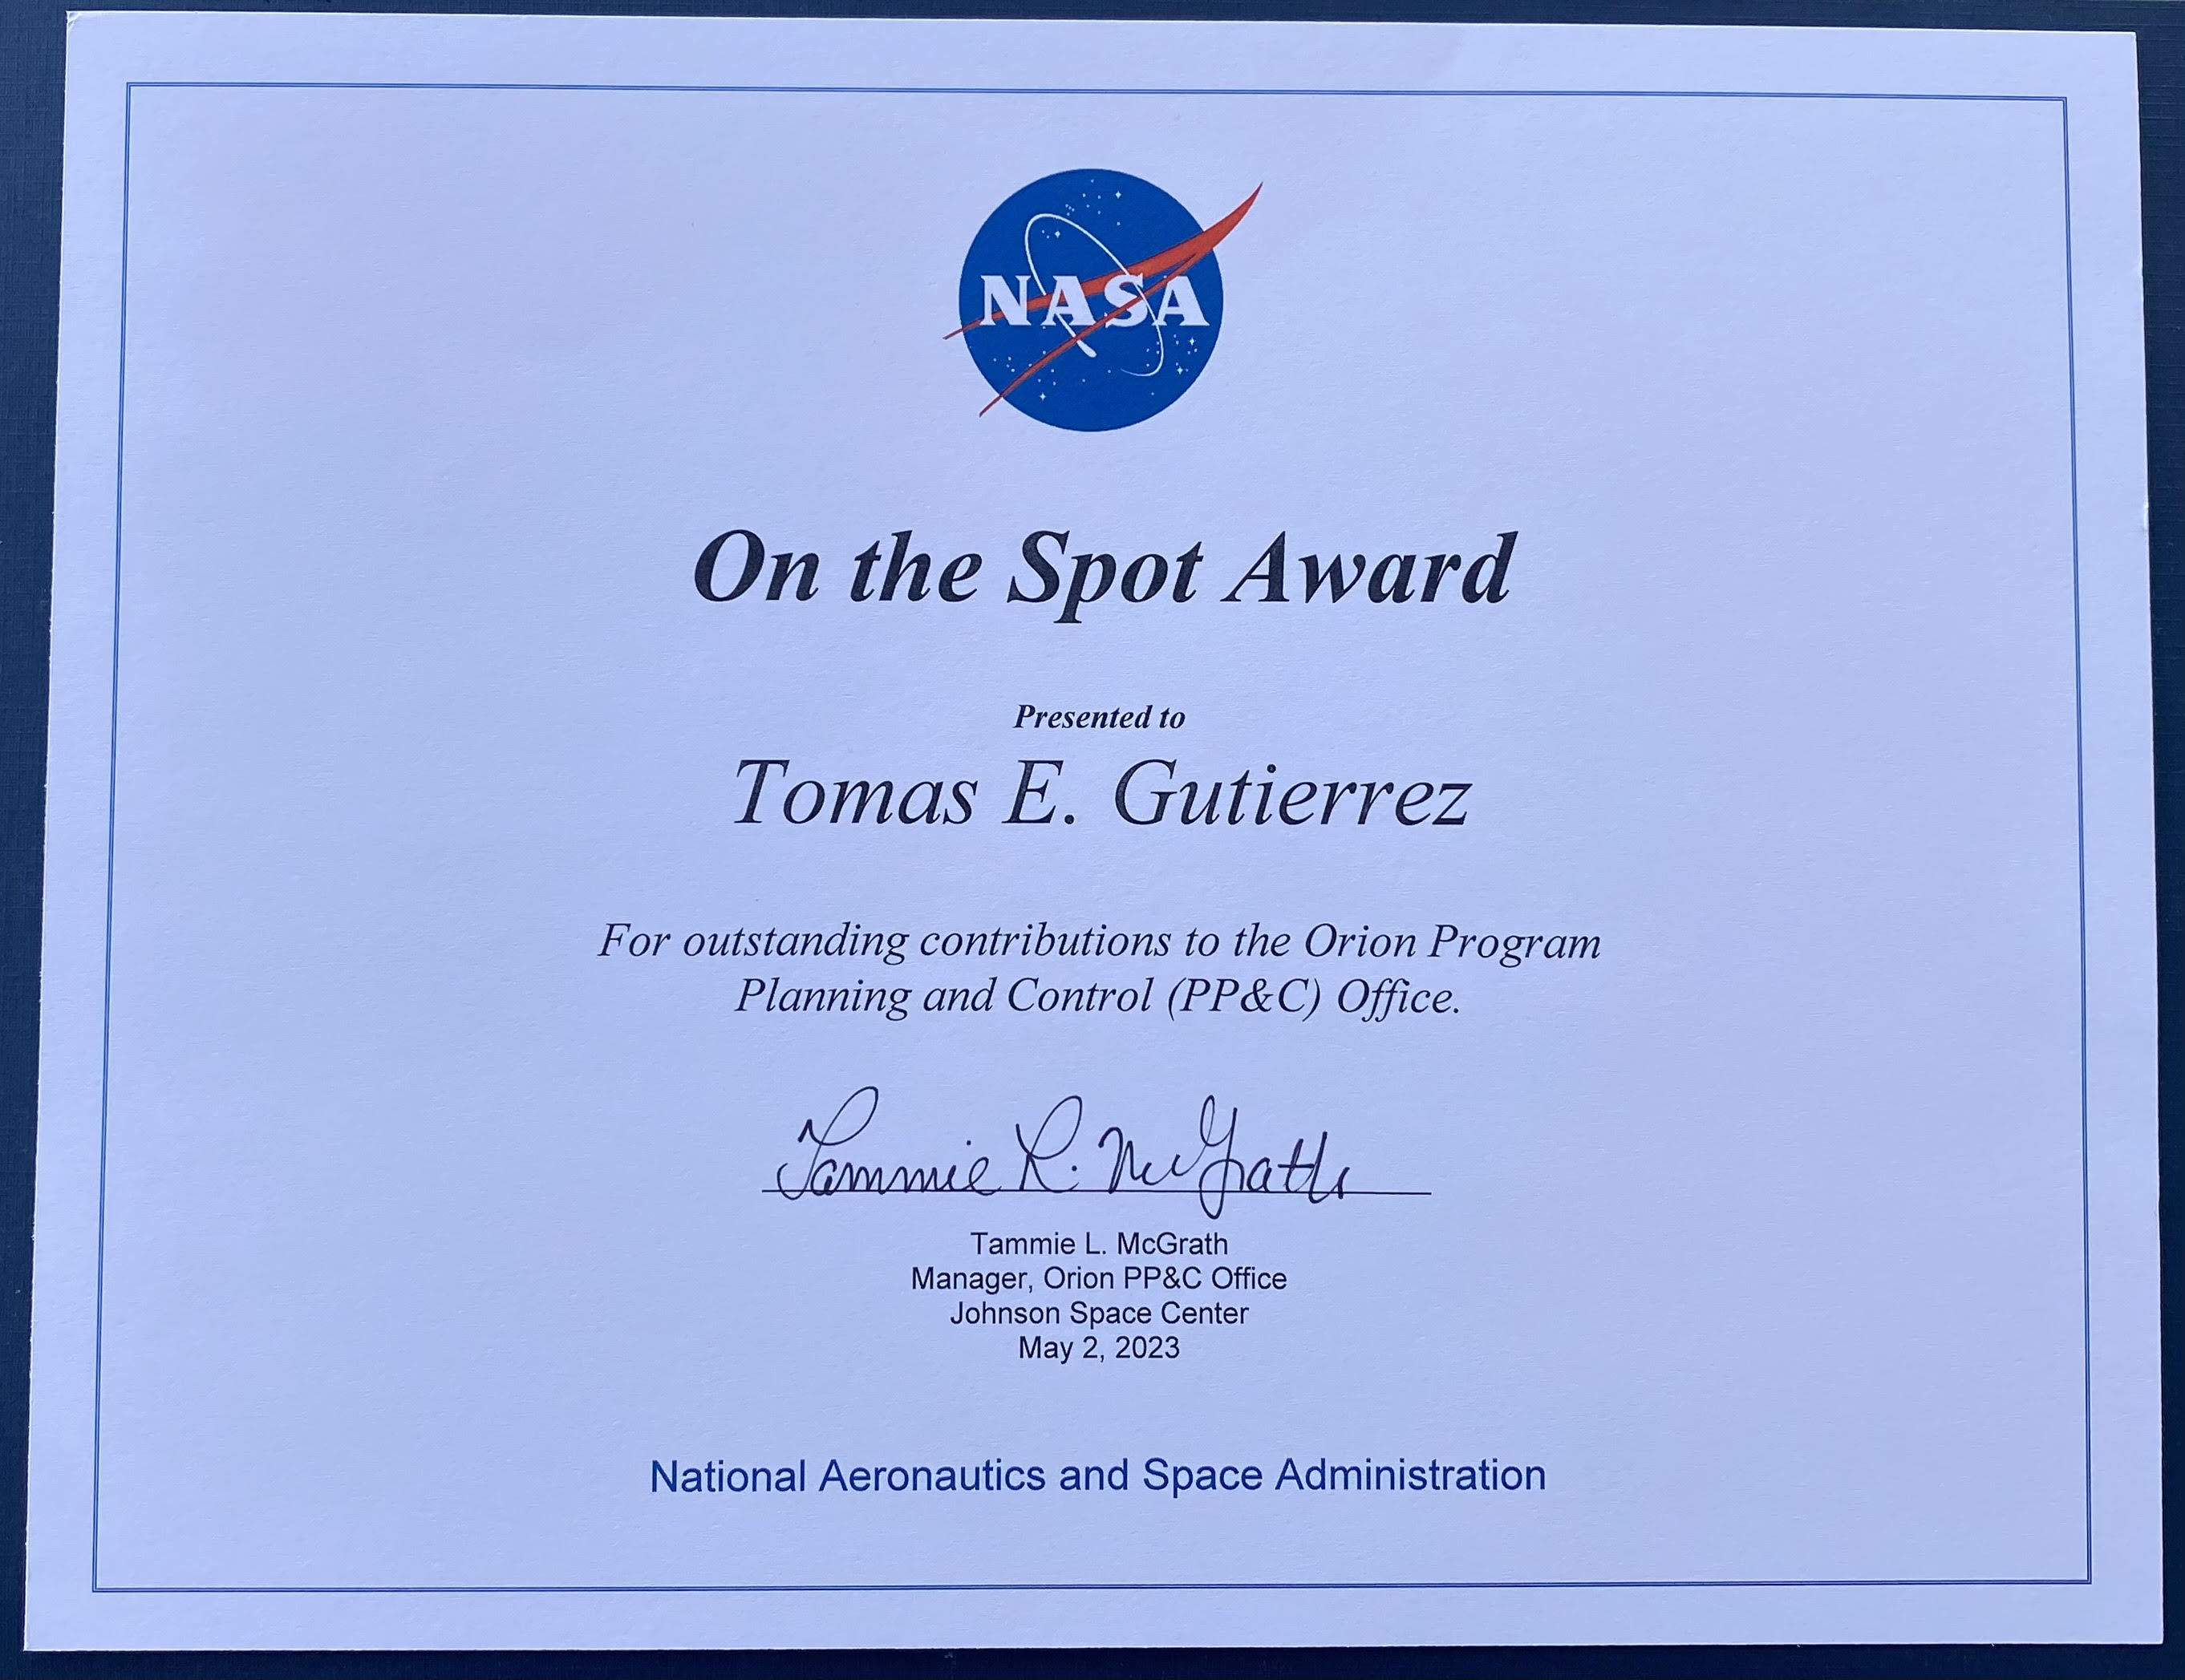 NASA
On the Spot Award
Presented to
Tomas E. Gutierrez
For outstanding contributions to the Orion Program
Planning and Control (PP&C) Office.
Tammie L. McGrath
Tammie L. McGrath
Manager, Orion PP&C Office
Johnson Space Center
May 2, 2023
National Aeronautics and Space Administration